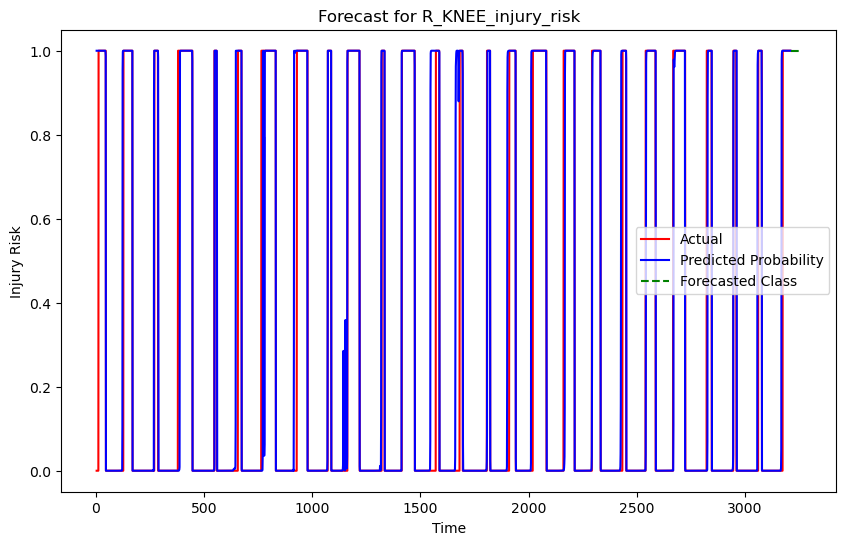 Forecast for R_KNEE_injury_risk
1.0
0.8
0.6
0.4
0.2
0.0
Injury Risk
Actual
Predicted Probability
Forecasted Class
0 500 1000 1500 2000 2500 3000
Time